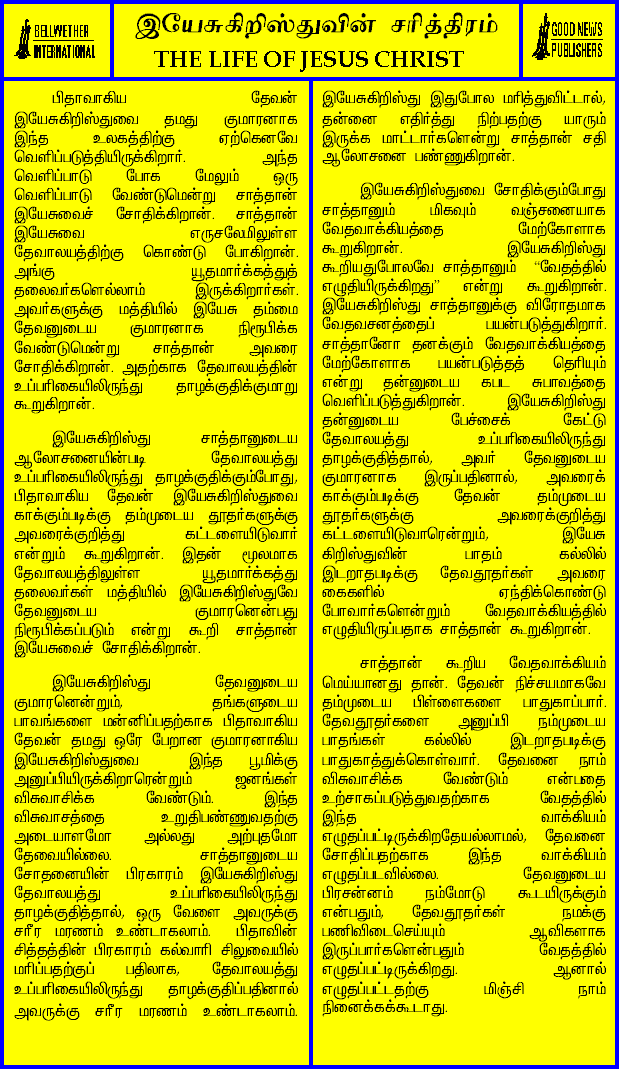 BELLWETHER
INTERNATIONAL
இயேசுகிறிஸ்துவின் சரித்திரம்
THE LIFE OF JESUS CHRIST
GOOD NEWS
PUBLISHERS
பிதாவாகிய தேவன்
இயேசுகிறிஸ்துவை தமது குமாரனாக
இந்த உலகத்திற்கு ஏற்கெனவே
வெளிப்படுத்தியிருக்கிறார். அந்த
வெளிப்பாடு போக மேலும் ஒரு
வெளிப்பாடு வேண்டுமென்று சாத்தான்
இயேசுவைச் சோதிக்கிறான். சாத்தான்
இயேசுவை எருசலேமிலுள்ள
தேவாலயத்திற்கு கொண்டு போகிறான்.
அங்கு யூதமார்க்கத்துத்
தலைவர்களெல்லாம் இருக்கிறார்கள்.
அவர்களுக்கு மத்தியில் இயேசு தம்மை
தேவனுடைய குமாரனாக நிரூபிக்க
வேண்டுமென்று சாத்தான் அவரை
சோதிக்கிறான். அதற்காக தேவாலயத்தின்
உப்பரிகையிலிருந்து தாழக்குதிக்குமாறு
கூறுகிறான்.
இயேசுகிறிஸ்து சாத்தானுடைய
ஆலோசனையின்படி தேவாலயத்து
உப்பரிகையிலிருந்து தாழக்குதிக்கும்போது,
பிதாவாகிய தேவன் இயேசுகிறிஸ்துவை
காக்கும்படிக்கு தம்முடைய தூதர்களுக்கு
அவரைக்குறித்து கட்டளையிடுவார்
என்றும் கூறுகிறான். இதன் மூலமாக
தேவாலயத்திலுள்ள யூதமார்க்கத்து
தலைவர்கள் மத்தியில் இயேசுகிறிஸ்துவே
தேவனுடைய குமாரனென்பது
நிரூபிக்கப்படும் என்று கூறி சாத்தான்
இயேசுவைச் சோதிக்கிறான்.
இயேசுகிறிஸ்து தேவனுடைய
குமாரனென்றும், தங்களுடைய
பாவங்களை மன்னிப்பதற்காக பிதாவாகிய
தேவன் தமது ஒரே பேறான குமாரனாகிய
இயேசுகிறிஸ்துவை இந்த பூமிக்கு
அனுப்பியிருக்கிறாரென்றும் ஜனங்கள்
விசுவாசிக்க வேண்டும். இந்த
விசுவாசத்தை உறுதிபண்ணுவதற்கு
அடையாளமோ அல்லது அற்புதமோ
தேவையில்லை. சாத்தானுடைய
சோதனையின் பிரகாரம் இயேசுகிறிஸ்து
தேவாலயத்து உப்பரிகையிலிருந்து
தாழக்குதித்தால், ஒரு வேளை அவருக்கு
சரீர மரணம் உண்டாகலாம். பிதாவின்
சித்தத்தின் பிரகாரம் கல்வாரி சிலுவையில்
மரிப்பதற்குப் பதிலாக, தேவாலயத்து
உப்பரிகையிலிருந்து தாழக்குதிப்பதினால்
அவருக்கு சரீர மரணம் உண்டாகலாம்.
இயேசுகிறிஸ்து இதுபோல மரித்துவிட்டால்,
தன்னை எதிர்த்து நிற்பதற்கு யாரும்
இருக்க மாட்டார்களென்று சாத்தான் சதி
ஆலோசனை பண்ணுகிறான்.
இயேசுகிறிஸ்துவை சோதிக்கும்போது
சாத்தானும் மிகவும் வஞ்சனையாக
வேதவாக்கியத்தை மேற்கோளாக
கூறுகிறான். இயேசுகிறிஸ்து
கூறியதுபோலவே சாத்தானும் “வேதத்தில்
எழுதியிருக்கிறது” என்று கூறுகிறான்.
இயேசுகிறிஸ்து சாத்தானுக்கு விரோதமாக
வேதவசனத்தைப் பயன்படுத்துகிறார்.
சாத்தானோ தனக்கும் வேதவாக்கியத்தை
மேற்கோளாக பயன்படுத்தத் தெரியும்
என்று தன்னுடைய கபட சுபாவத்தை
வெளிப்படுத்துகிறான். இயேசுகிறிஸ்து
தன்னுடைய பேச்சைக் கேட்டு
தேவாலயத்து உப்பரிகையிலிருந்து
தாழக்குதித்தால், அவர் தேவனுடைய
குமாரனாக இருப்பதினால், அவரைக்
காக்கும்படிக்கு தேவன் தம்முடைய
தூதர்களுக்கு அவரைக்குறித்து
கட்டளையிடுவாரென்றும், இயேசு
கிறிஸ்துவின் பாதம் கல்லில்
இடறாதபடிக்கு தேவதூதர்கள் அவரை
கைகளில் ஏந்திக்கொண்டு
போவார்களென்றும் வேதவாக்கியத்தில்
எழுதியிருப்பதாக சாத்தான் கூறுகிறான்.
சாத்தான் கூறிய வேதவாக்கியம்
மெய்யானது தான். தேவன் நிச்சயமாகவே
தம்முடைய பிள்ளைகளை பாதுகாப்பார்.
தேவதூதர்களை அனுப்பி நம்முடைய
பாதங்கள் கல்லில் இடறாதபடிக்கு
பாதுகாத்துக்கொள்வார். தேவனை நாம்
விசுவாசிக்க வேண்டும் என்பதை
உற்சாகப்படுத்துவதற்காக வேதத்தில்
இந்த வாக்கியம்
எழுதப்பட்டிருக்கிறதேயல்லாமல், தேவனை
சோதிப்பதற்காக இந்த வாக்கியம்
எழுதப்படவில்லை. தேவனுடைய
பிரசன்னம் நம்மோடு கூடயிருக்கும்
என்பதும், தேவதூதர்கள் நமக்கு
பணிவிடைசெய்யும் ஆவிகளாக
இருப்பார்களென்பதும் வேதத்தில்
எழுதப்பட்டிருக்கிறது. ஆனால்
எழுதப்பட்டதற்கு மிஞ்சி நாம்
நினைக்கக்கூடாது.